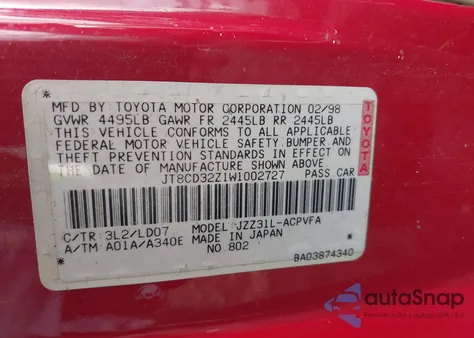 MFD BY TOYOTA MOTOR CORPORATION 02/98
GVWR 4495LB GAWR FR 2445LB RR 2445LB
THIS VEHICLE CONFORMS TO ALL APPLICABLE
FEDERAL MOTOR VEHICLE SAFETY, BUMPER AND
THEFT PREVENTION STANDARDS IN EFFECT ON
THE DATE OF MANUFACTURE SHOWN ABOVE.
JT8CD32Z1W1002727 PASS CAR
C/TR: 3L2/LD07 MODEL: JZZ31L-ACPVFA
A/TM: A01A/A340E MADE IN JAPAN
NO.802
BA03874340
TOYOTA
autoSnap